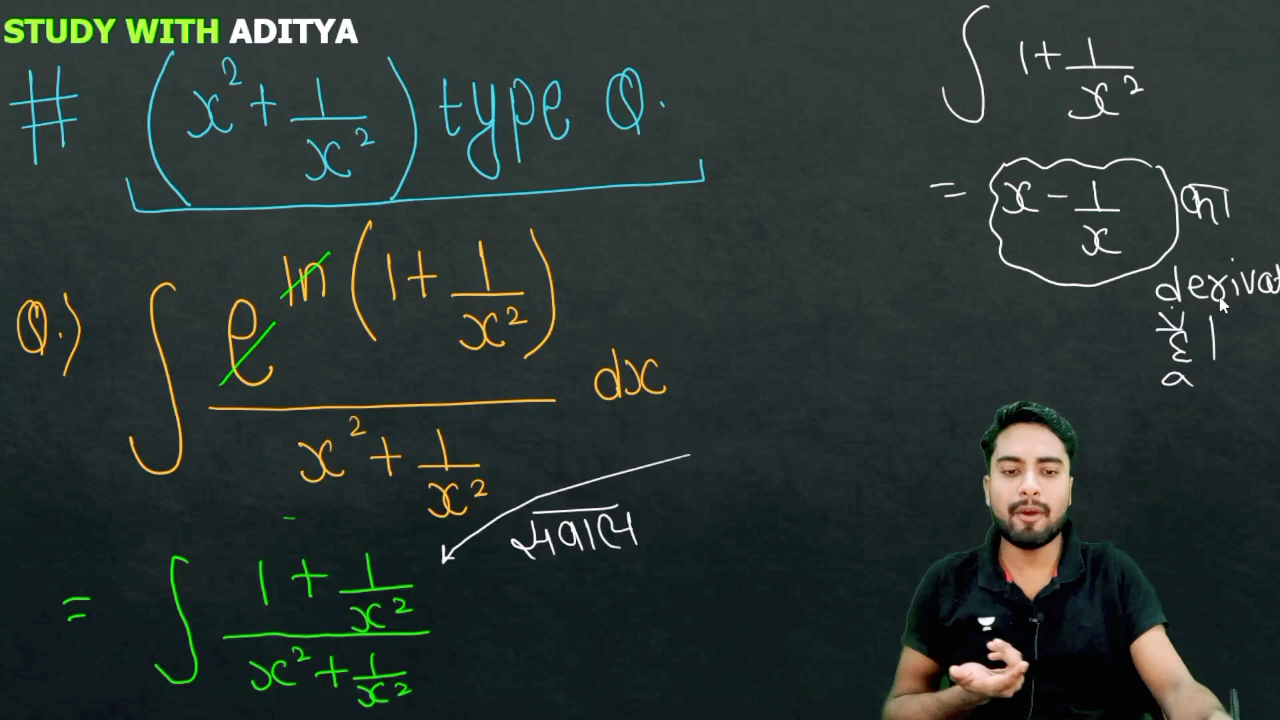 STUDY WITH ADITYA
# (x² + 1/x²) type Q.
Q.) ∫ e^(ln(1 + 1/x²)) / (x² + 1/x²) dx
सवाल
= ∫ (1 + 1/x²) / (x² + 1/x²)
∫ 1 + 1/x²
= x - 1/x का